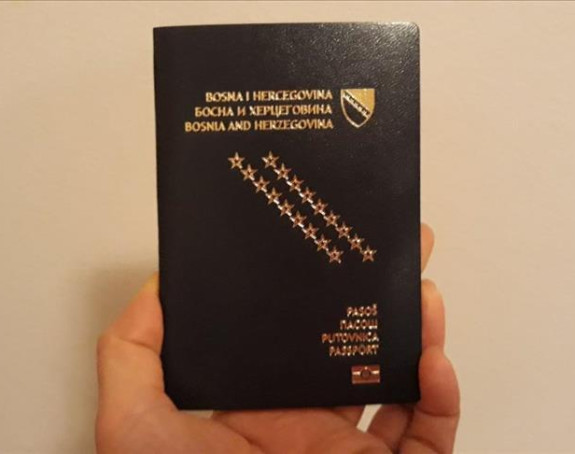 BOSNA I HERCEGOVINA
БОСНА И ХЕРЦЕГОВИНА
BOSNIA AND HERZEGOVINA
PASOŠ
ПАСОШ
PUTOVNICA
PASSPORT